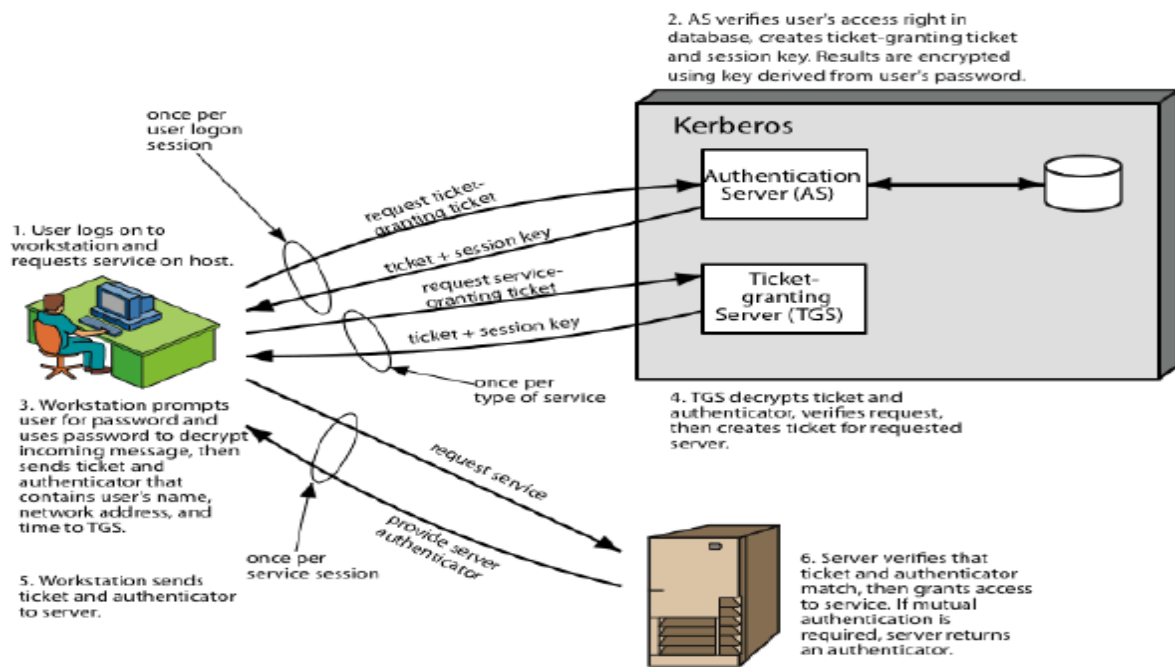 2. AS verifies user's access right in
database, creates ticket-granting ticket
and session key. Results are encrypted
using key derived from user's password.
once per
user logon
session
Kerberos
Authentication
Server (AS)
request ticket-
granting ticket
1. User logs on to
workstation and
requests service on host.
ticket + session key
request service-
granting ticket
Ticket-
granting
Server (TGS)
ticket + session key
once per
type of service
3. Workstation prompts
user for password and
uses password to decrypt
incoming message, then
sends ticket and
authenticator that
contains user's name,
network address, and
time to TGS.
4. TGS decrypts ticket and
authenticator, verifies request,
then creates ticket for requested
server.
request service
provide server
authenticator
once per
service session
5. Workstation sends
ticket and authenticator
to server.
6. Server verifies that
ticket and authenticator
match, then grants access
to service. If mutual
authentication is
required, server returns
an authenticator.